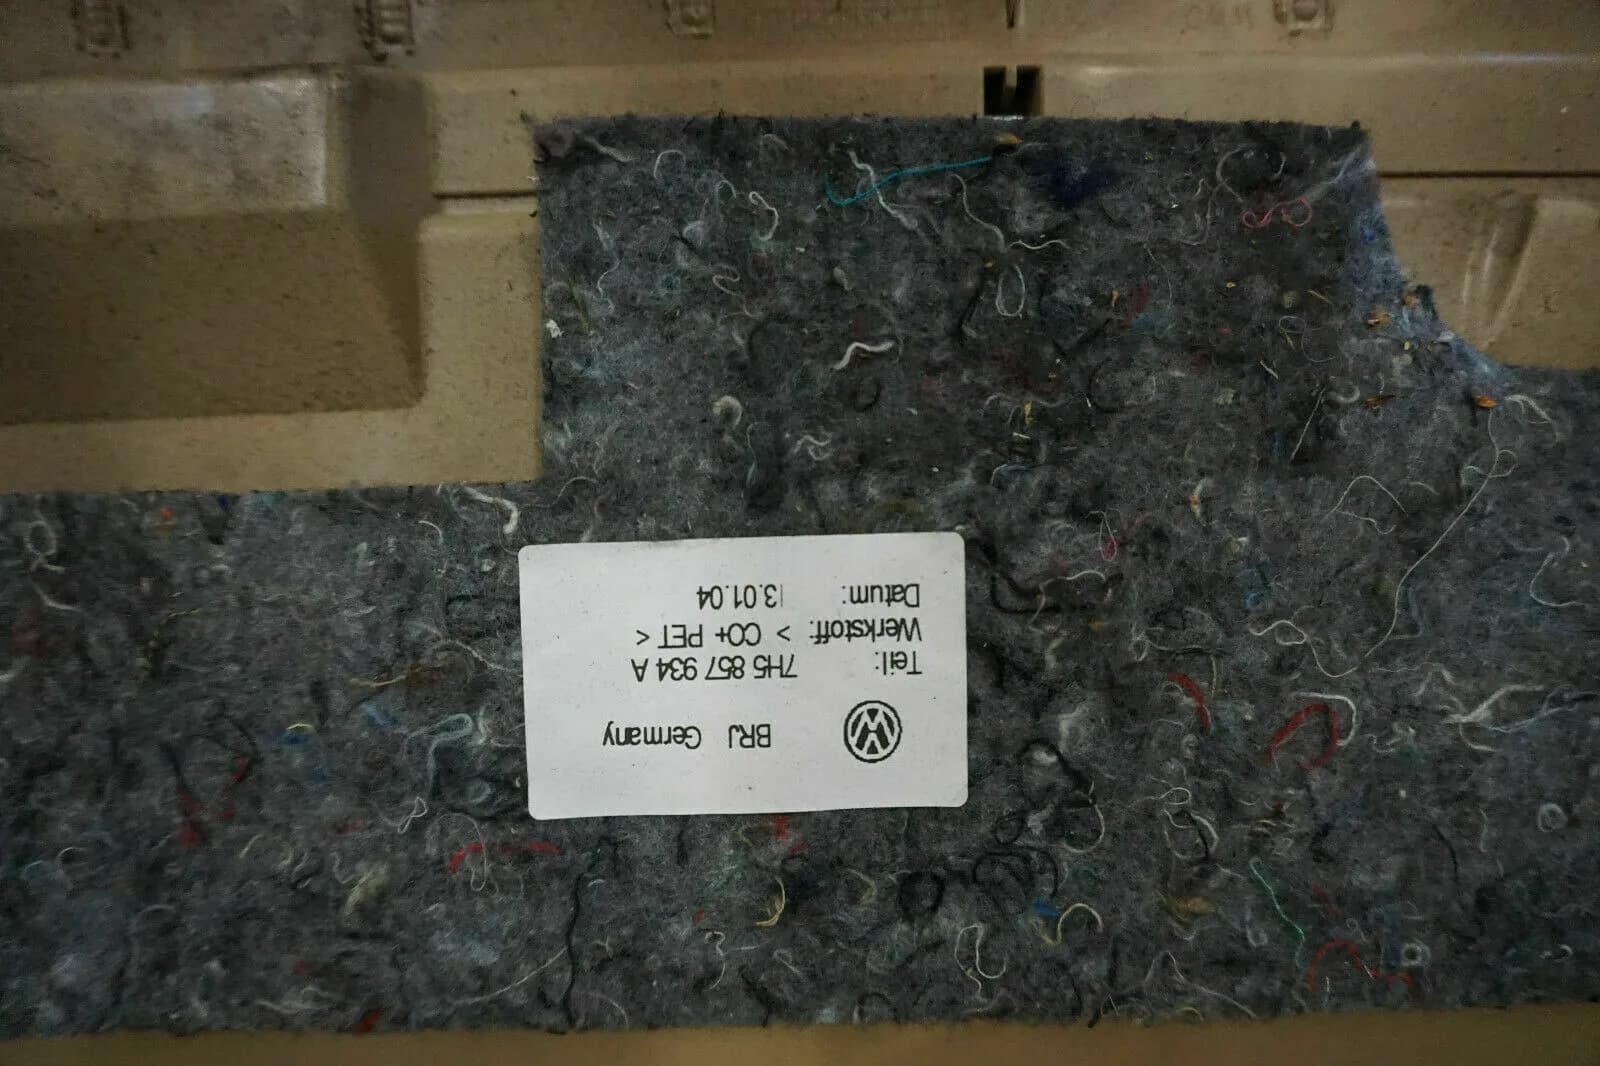 BRJ Germany
Teil: 7H5 857 934 A
Werkstoff: > CO+ PET <
Datum: 13.01.04